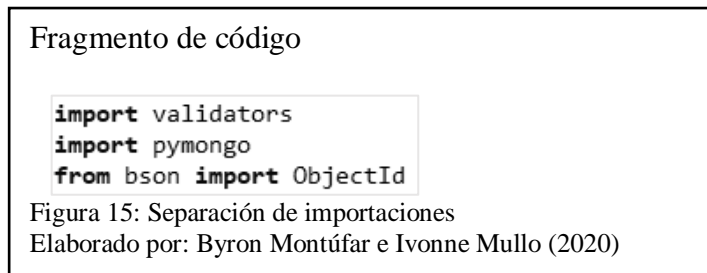 Fragmento de código
import validators
import pymongo
from bson import ObjectId
Figura 15: Separación de importaciones
Elaborado por: Byron Montúfar e Ivonne Mullo (2020)